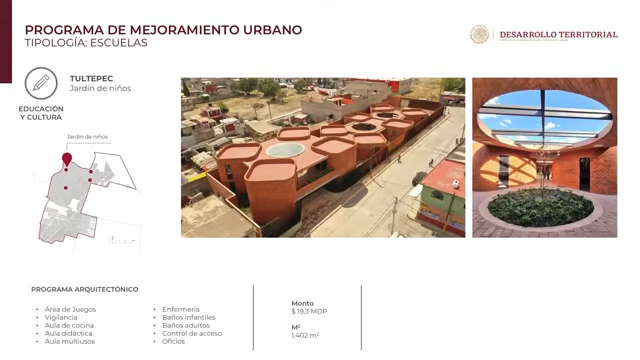 PROGRAMA DE MEJORAMIENTO URBANO
TIPOLOGÍA: ESCUELAS
DESARROLLO TERRITORIAL
TULTEPEC
Jardín de niños
EDUCACIÓN
Y CULTURA
Jardín de niños
PROGRAMA ARQUITECTÓNICO
• Área de Juegos
• Vigilancia
• Aula de cocina
• Aula didáctica
• Aula multiusos
• Enfermería
• Baños infantiles
• Baños adultos
• Control de acceso
• Oficios
Monto
$ 19.3 MDP
M²
1,402 m²